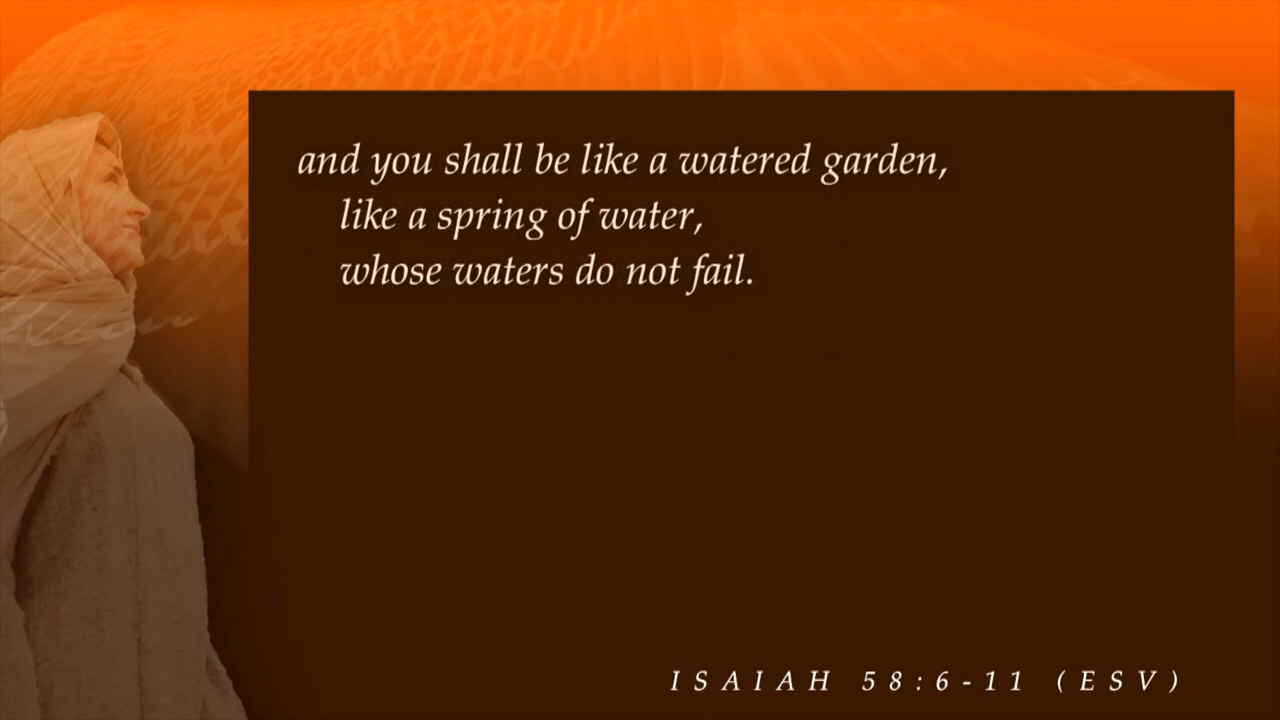 and you shall be like a watered garden,
like a spring of water,
whose waters do not fail.
ISAIAH 58:6-11 (ESV)